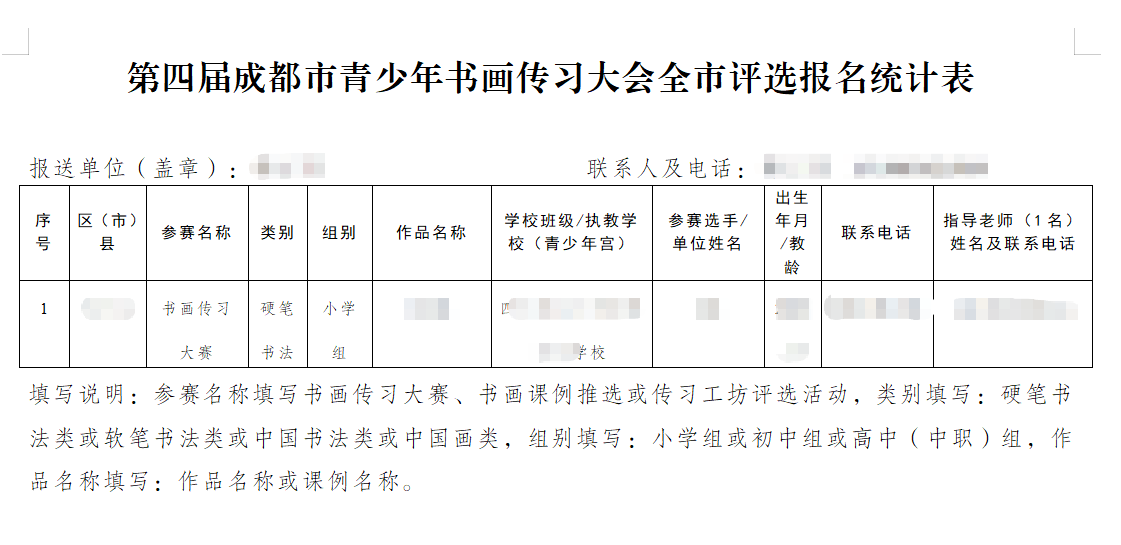 第四届成都市青少年书画传习大会全市评选报名统计表
报送单位（盖章）： 联系人及电话：
序号 区（市）县 参赛名称 类别 组别 作品名称 学校班级/执教学校（青少年宫） 参赛选手/单位姓名 出生年月/教龄 联系电话 指导老师（1名）姓名及联系电话
1 书画传习大赛 硬笔书法 小学组 学校
填写说明：参赛名称填写书画传习大赛、书画课例推选或传习工坊评选活动，类别填写：硬笔书
法类或软笔书法类或中国书法类或中国画类，组别填写：小学组或初中组或高中（中职）组，作
品名称填写：作品名称或课例名称。